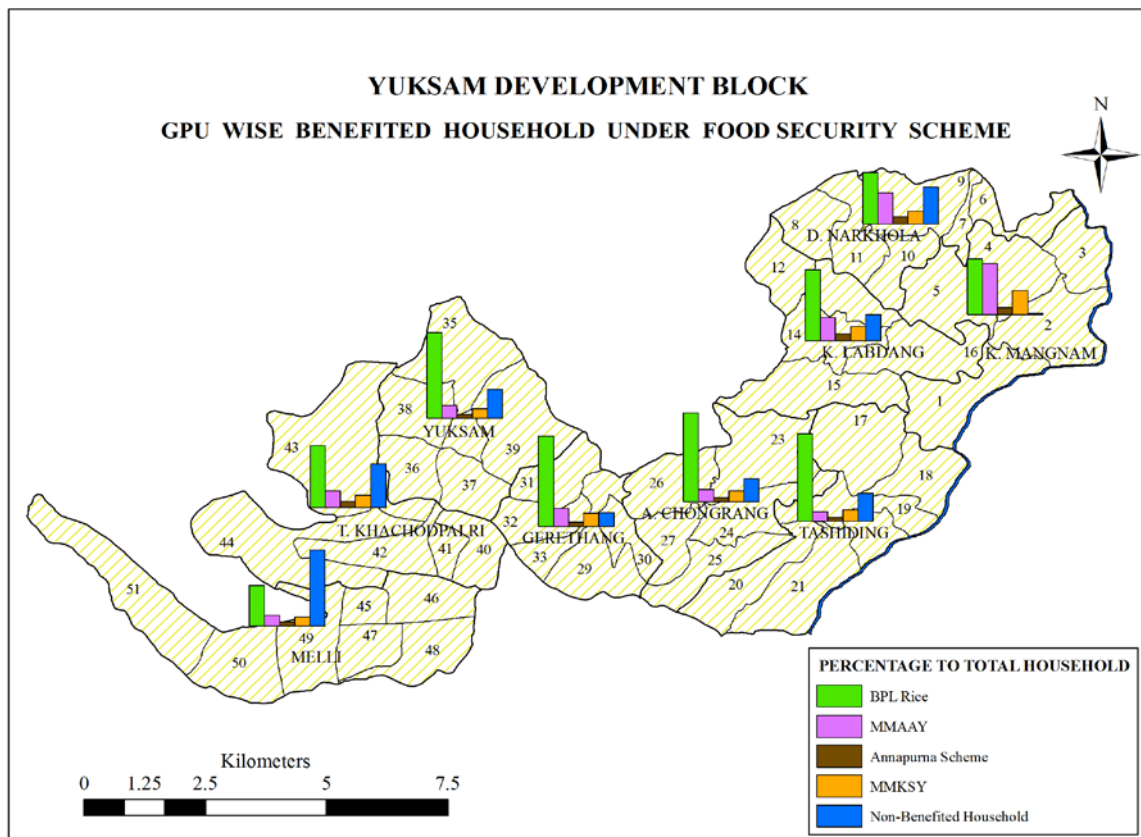 YUKSAM DEVELOPMENT BLOCK
GPU WISE BENEFITED HOUSEHOLD UNDER FOOD SECURITY SCHEME
N
9
6
8
7
D. NARKHOLA
4
3
11
10
12
5
2
14
K. LABDANG
16
K. MANGNAM
35
15
1
38
YUKSAM
17
43
39
23
36
18
37
31
26
19
32
A. CHONGRANG
T. KHACHODPALRI
GERETHANG
TASHIDING
24
44
42
41
40
33
29
30
27
25
51
46
20
21
45
49
47
MELLI
48
50
PERCENTAGE TO TOTAL HOUSEHOLD
BPL Rice
MMAAY
Annapurna Scheme
MMKSY
Non-Benefited Household
Kilometers
0 1.25 2.5 5 7.5